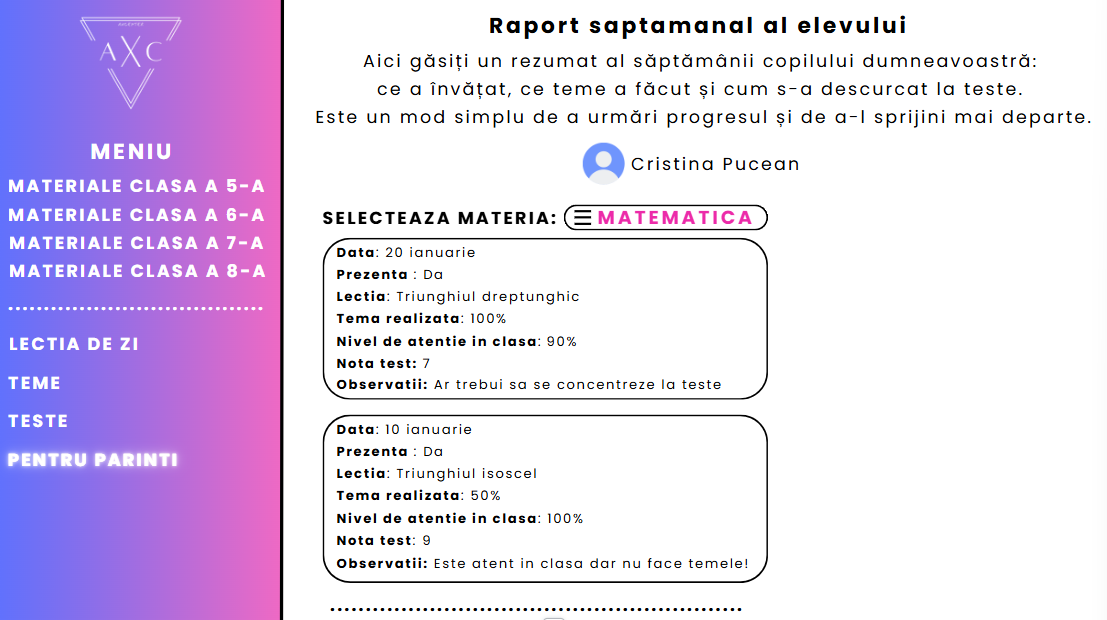 AXC
MENIU
MATERIALE CLASA A 5-A
MATERIALE CLASA A 6-A
MATERIALE CLASA A 7-A
MATERIALE CLASA A 8-A
LECTIA DE ZI
TEME
TESTE
PENTRU PARINTI
Raport saptamanal al elevului
Aici găsiți un rezumat al săptămânii copilului dumneavoastră:
ce a învățat, ce teme a făcut și cum s-a descurcat la teste.
Este un mod simplu de a urmări progresul și de a-l sprijini mai departe.
Cristina Pucean
SELECTEAZA MATERIA: MATEMATICA
Data: 20 ianuarie
Prezenta : Da
Lectia: Triunghiul dreptunghic
Tema realizata: 100%
Nivel de atentie in clasa: 90%
Nota test: 7
Observatii: Ar trebui sa se concentreze la teste
Data: 10 ianuarie
Prezenta : Da
Lectia: Triunghiul isoscel
Tema realizata: 50%
Nivel de atentie in clasa: 100%
Nota test: 9
Observatii: Este atent in clasa dar nu face temele!